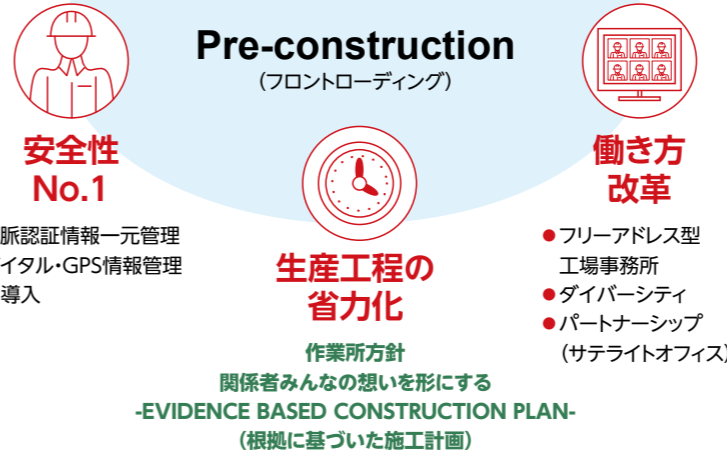 Pre-construction
(フロントローディング)
安全性
No.1
脈認証情報一元管理
イタル・GPS情報管理
導入
生産工程の
省力化
働き方
改革
●フリーアドレス型
工場事務所
●ダイバーシティ
●パートナーシップ
(サテライトオフィス)
作業所方針
関係者みんなの想いを形にする
-EVIDENCE BASED CONSTRUCTION PLAN-
(根拠に基づいた施工計画)